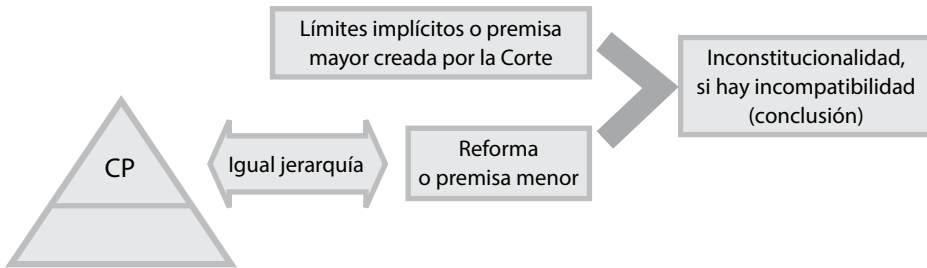 Límites implícitos o premisa
mayor creada por la Corte
Inconstitucionalidad,
si hay incompatibilidad
(conclusión)
CP
Igual jerarquía
Reforma
o premisa menor